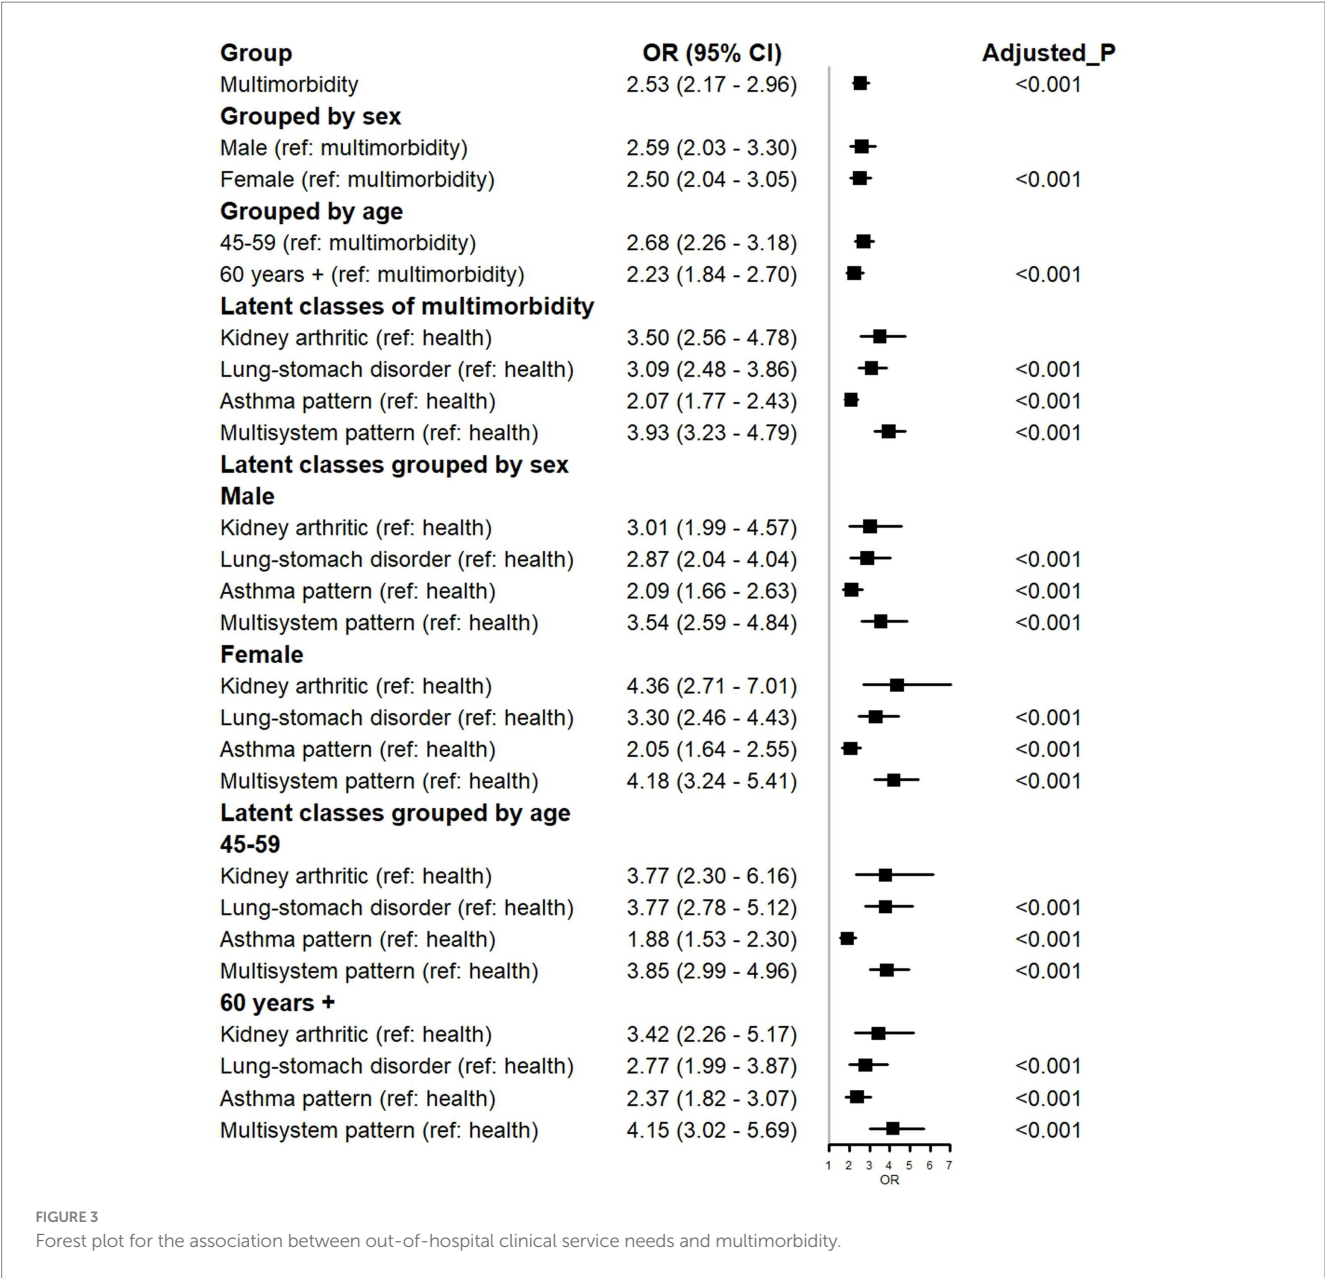 Group OR (95% CI) Adjusted_P
Multimorbidity 2.53 (2.17 - 2.96) <0.001
Grouped by sex
Male (ref: multimorbidity) 2.59 (2.03 - 3.30)
Female (ref: multimorbidity) 2.50 (2.04 - 3.05) <0.001
Grouped by age
45-59 (ref: multimorbidity) 2.68 (2.26 - 3.18)
60 years + (ref: multimorbidity) 2.23 (1.84 - 2.70) <0.001
Latent classes of multimorbidity
Kidney arthritic (ref: health) 3.50 (2.56 - 4.78)
Lung-stomach disorder (ref: health) 3.09 (2.48 - 3.86) <0.001
Asthma pattern (ref: health) 2.07 (1.77 - 2.43) <0.001
Multisystem pattern (ref: health) 3.93 (3.23 - 4.79) <0.001
Latent classes grouped by sex
Male
Kidney arthritic (ref: health) 3.01 (1.99 - 4.57)
Lung-stomach disorder (ref: health) 2.87 (2.04 - 4.04) <0.001
Asthma pattern (ref: health) 2.09 (1.66 - 2.63) <0.001
Multisystem pattern (ref: health) 3.54 (2.59 - 4.84) <0.001
Female
Kidney arthritic (ref: health) 4.36 (2.71 - 7.01)
Lung-stomach disorder (ref: health) 3.30 (2.46 - 4.43) <0.001
Asthma pattern (ref: health) 2.05 (1.64 - 2.55) <0.001
Multisystem pattern (ref: health) 4.18 (3.24 - 5.41) <0.001
Latent classes grouped by age
45-59
Kidney arthritic (ref: health) 3.77 (2.30 - 6.16)
Lung-stomach disorder (ref: health) 3.77 (2.78 - 5.12) <0.001
Asthma pattern (ref: health) 1.88 (1.53 - 2.30) <0.001
Multisystem pattern (ref: health) 3.85 (2.99 - 4.96) <0.001
60 years +
Kidney arthritic (ref: health) 3.42 (2.26 - 5.17)
Lung-stomach disorder (ref: health) 2.77 (1.99 - 3.87) <0.001
Asthma pattern (ref: health) 2.37 (1.82 - 3.07) <0.001
Multisystem pattern (ref: health) 4.15 (3.02 - 5.69) <0.001
1 2 3 4 5 6 7
OR
FIGURE 3
Forest plot for the association between out-of-hospital clinical service needs and multimorbidity.